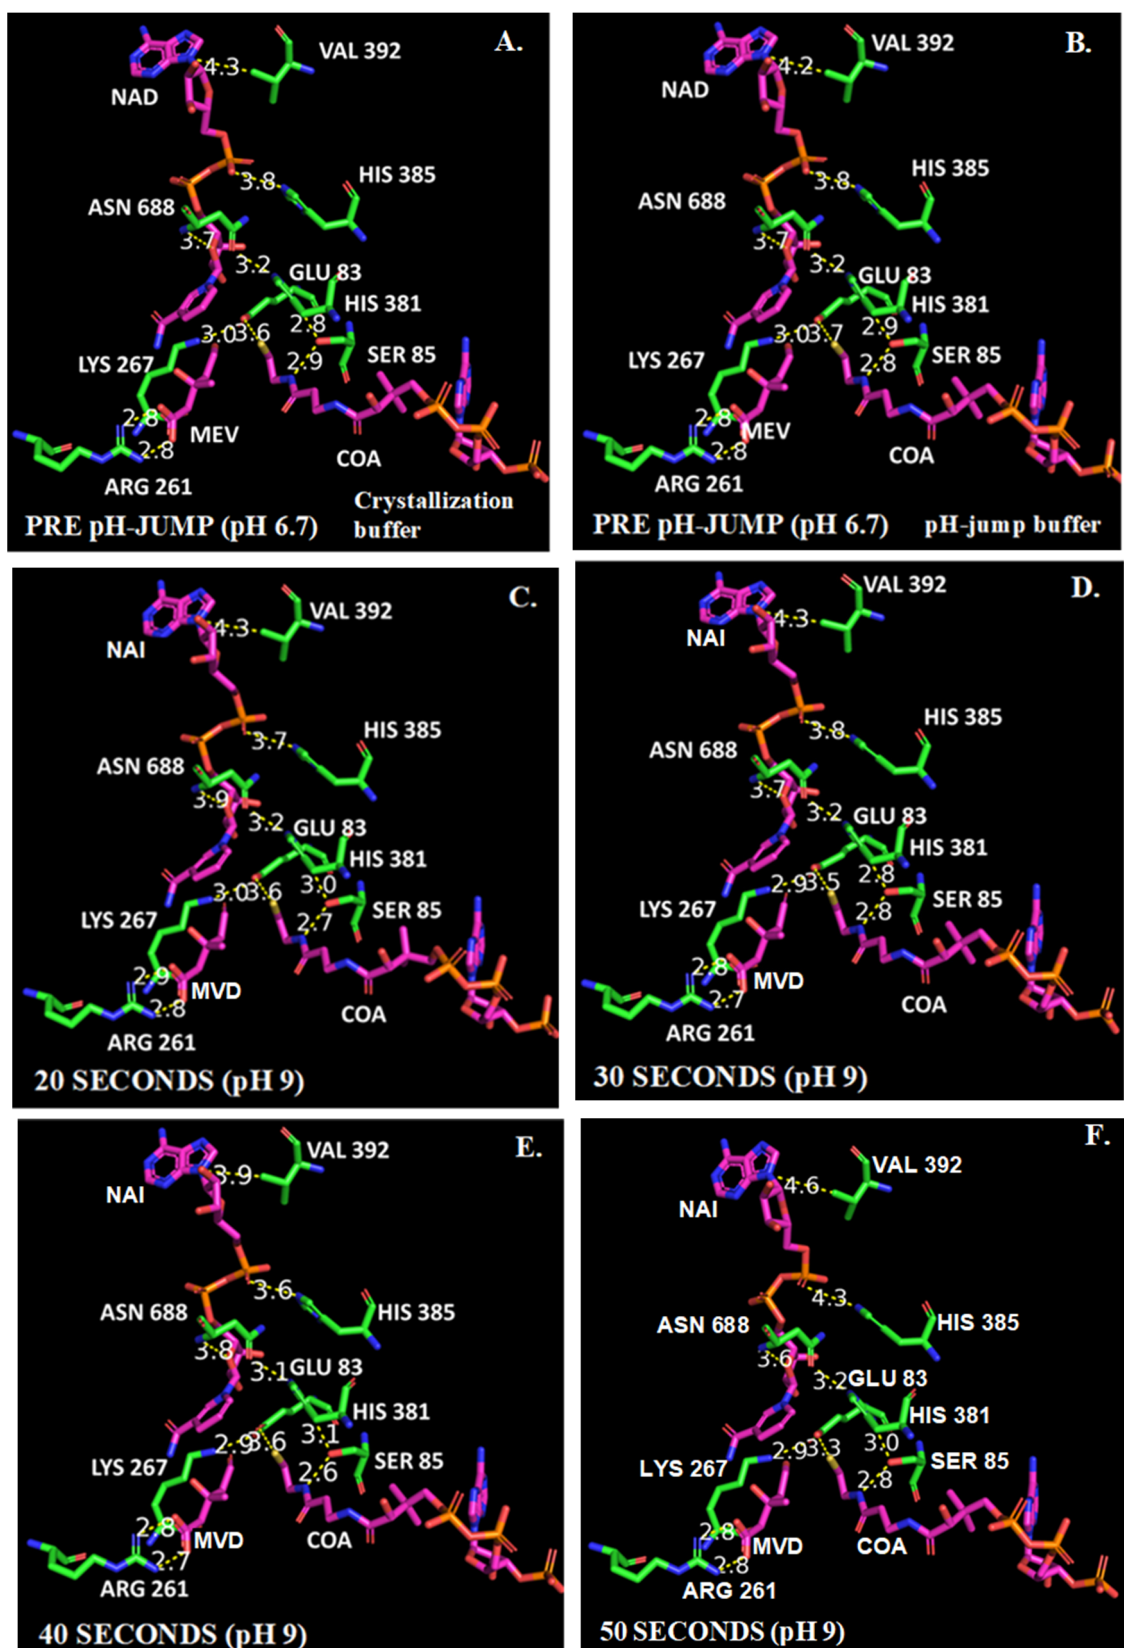 A.
VAL 392
4.3
NAD
3.8
HIS 385
ASN 688
3.7
3.2
GLU 83
HIS 381
2.8
3.0
3.6
SER 85
LYS 267
2.9
2.8
MEV
2.8
COA
ARG 261
Crystallization
buffer
PRE pH-JUMP (pH 6.7)
B.
VAL 392
4.2
NAD
3.8
HIS 385
ASN 688
3.7
3.2
GLU 83
HIS 381
2.9
3.0
3.7
SER 85
LYS 267
2.8
2.8
MEV
2.8
COA
ARG 261
PRE pH-JUMP (pH 6.7)
pH-jump buffer
C.
VAL 392
4.3
NAI
3.7
HIS 385
ASN 688
3.9
3.2
GLU 83
HIS 381
3.0
3.0
3.6
SER 85
LYS 267
2.7
2.9
MVD
2.8
COA
ARG 261
20 SECONDS (pH 9)
D.
VAL 392
4.3
NAI
3.8
HIS 385
ASN 688
3.7
3.2
GLU 83
HIS 381
2.8
2.9
3.5
SER 85
LYS 267
2.8
2.8
MVD
2.7
COA
ARG 261
30 SECONDS (pH 9)
E.
VAL 392
3.9
NAI
3.6
HIS 385
ASN 688
3.8
3.1
GLU 83
HIS 381
3.1
2.9
3.6
SER 85
LYS 267
2.6
2.8
MVD
2.7
COA
ARG 261
40 SECONDS (pH 9)
F.
VAL 392
4.6
NAI
4.3
HIS 385
ASN 688
3.6
3.2
GLU 83
HIS 381
3.0
2.9
3.3
SER 85
LYS 267
2.8
2.8
MVD
2.8
COA
ARG 261
50 SECONDS (pH 9)